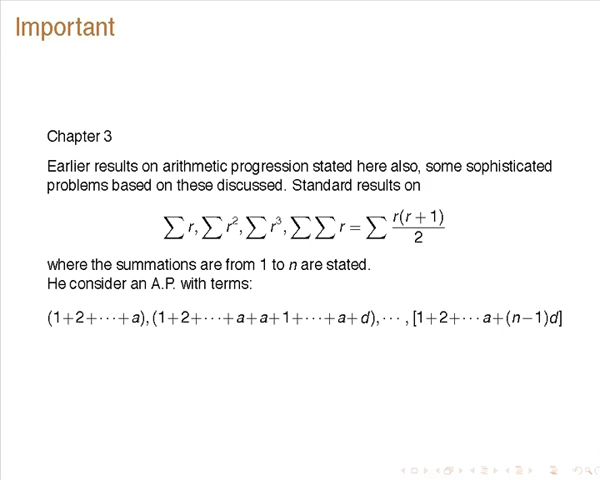 Important
Chapter 3
Earlier results on arithmetic progression stated here also, some sophisticated
problems based on these discussed. Standard results on
∑ r, ∑ r², ∑ r³, ∑ ∑ r = ∑ r(r + 1)/2
where the summations are from 1 to n are stated.
He consider an A.P. with terms:
(1+2+···+a), (1+2+···+a+a+1+···+a+d), ··· , [1+2+···a+(n−1)d]